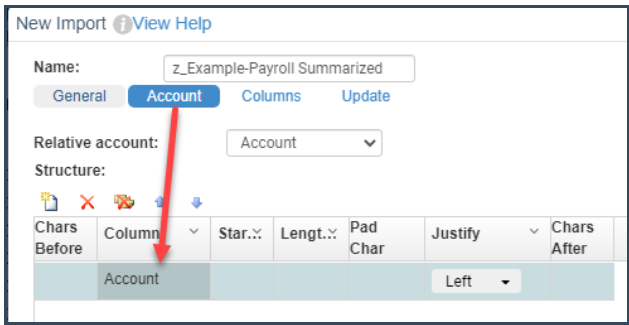 New Import View Help
Name: z_Example-Payroll Summarized
General Account Columns Update
Relative account: Account
Structure:
Chars Before Column Star... Lengt... Pad Char Justify Chars After
Account Left